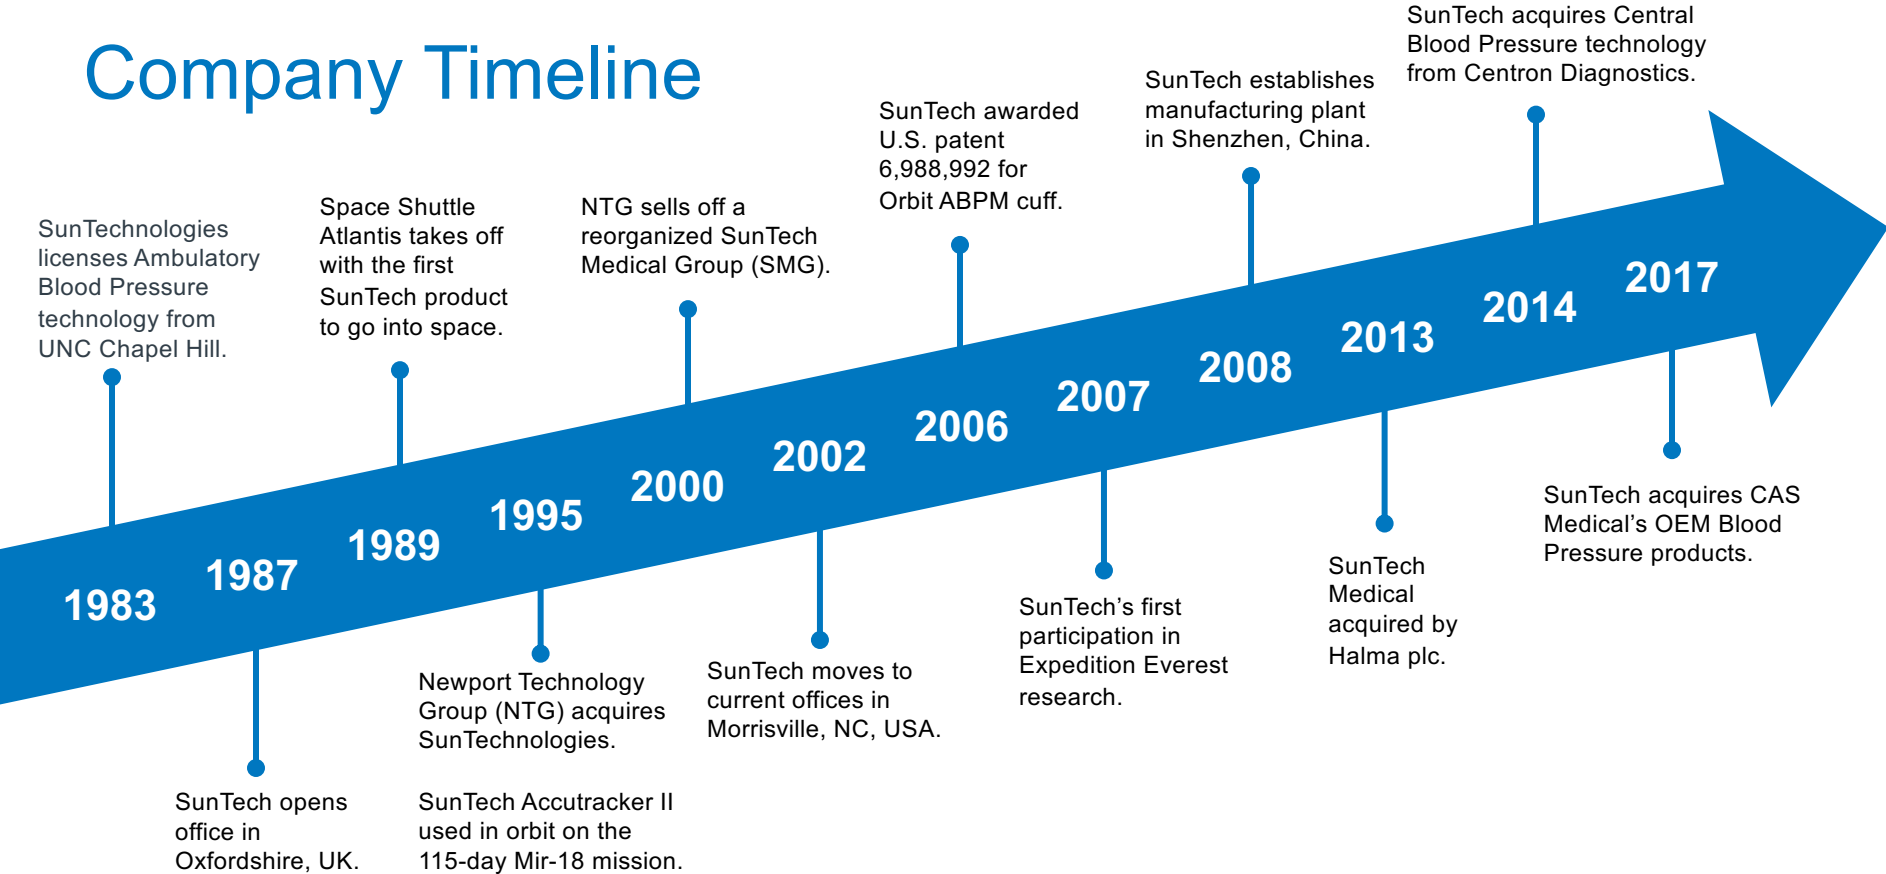 Company Timeline
SunTechnologies
licenses Ambulatory
Blood Pressure
technology from
UNC Chapel Hill.
Space Shuttle
Atlantis takes off
with the first
SunTech product
to go into space.
NTG sells off a
reorganized SunTech
Medical Group (SMG).
SunTech awarded
U.S. patent
6,988,992 for
Orbit ABPM cuff.
SunTech establishes
manufacturing plant
in Shenzhen, China.
SunTech acquires Central
Blood Pressure technology
from Centron Diagnostics.
1983
1987
1989
1995
2000
2002
2006
2007
2008
2013
2014
2017
SunTech opens
office in
Oxfordshire, UK.
Newport Technology
Group (NTG) acquires
SunTechnologies.
SunTech Accutracker II
used in orbit on the
115-day Mir-18 mission.
SunTech moves to
current offices in
Morrisville, NC, USA.
SunTech’s first
participation in
Expedition Everest
research.
SunTech
Medical
acquired by
Halma plc.
SunTech acquires CAS
Medical’s OEM Blood
Pressure products.